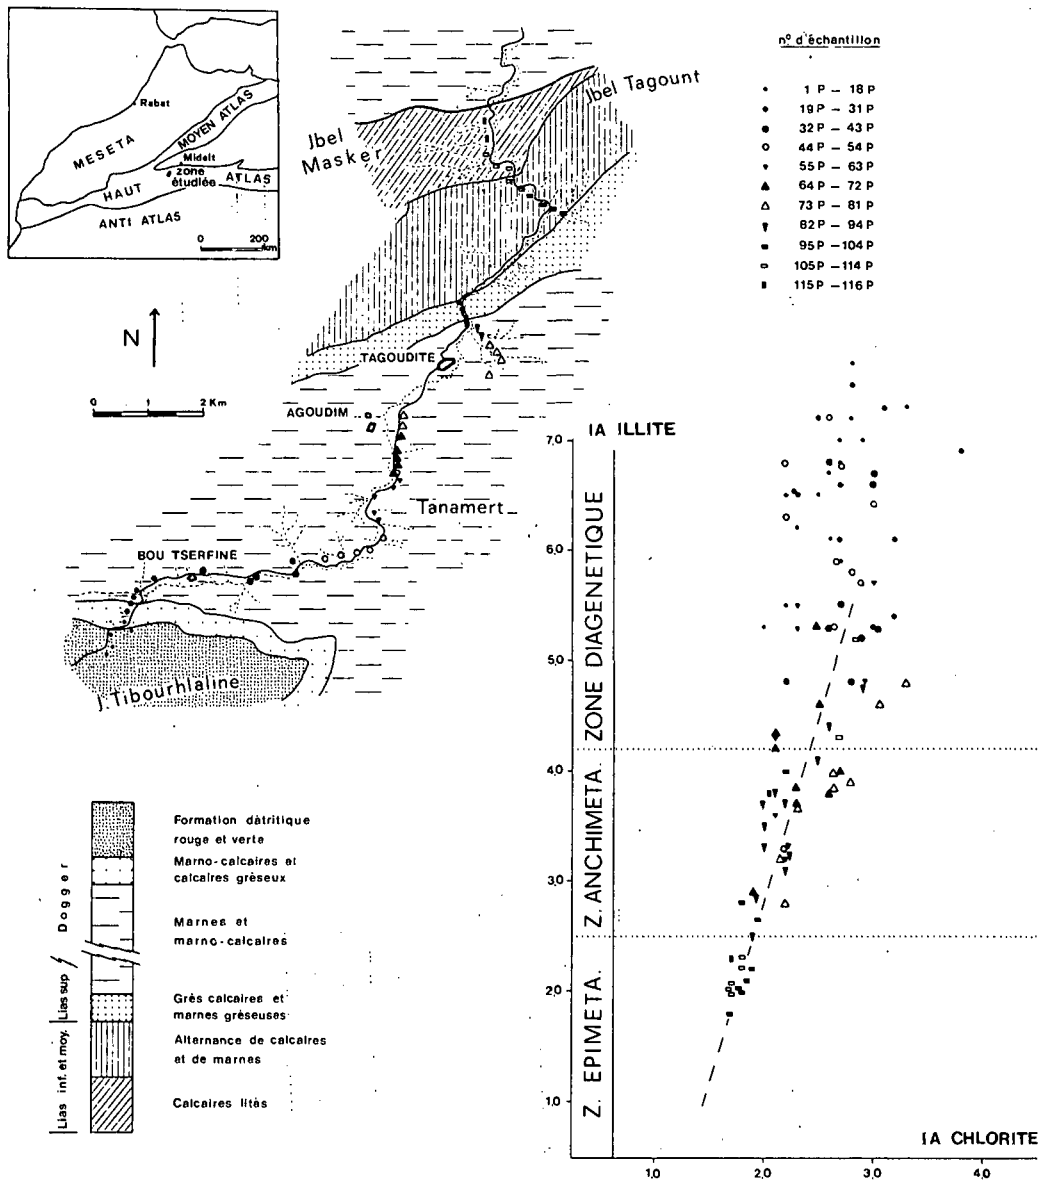 Rabat
MESETA
MOYEN ATLAS
Midelt
zone
étudiée
HAUT
ATLAS
ANTI ATLAS
0 200
km
Jbel Tagount
Jbel
Masker
N
0 1 2 Km
TAGOUDITE
AGOUDIM
Tanamert
BOU TSERFINE
J. Tibourhlaline
nº d'échantillon
1 P – 18 P
19 P – 31 P
32 P – 43 P
44 P – 54 P
55 P – 63 P
64 P – 72 P
73 P – 81 P
82 P – 94 P
95 P – 104 P
105 P – 114 P
115 P – 116 P
Dogger
Lias sup
Lias inf. et moy.
Formation dàtritique
rouge et verte
Marno-calcaires et
calcaires grèseux
Marnes et
marno-calcaires
Grès calcaires et
marnes grèseuses
Alternance de calcaires
et de marnes
Calcaires litàs
IA ILLITE
7,0
6,0
5,0
4,0
3,0
2,0
1,0
ZONE DIAGENETIQUE
Z. ANCHIMETA.
Z. EPIMETA.
IA CHLORITE
1,0 2,0 3,0 4,0